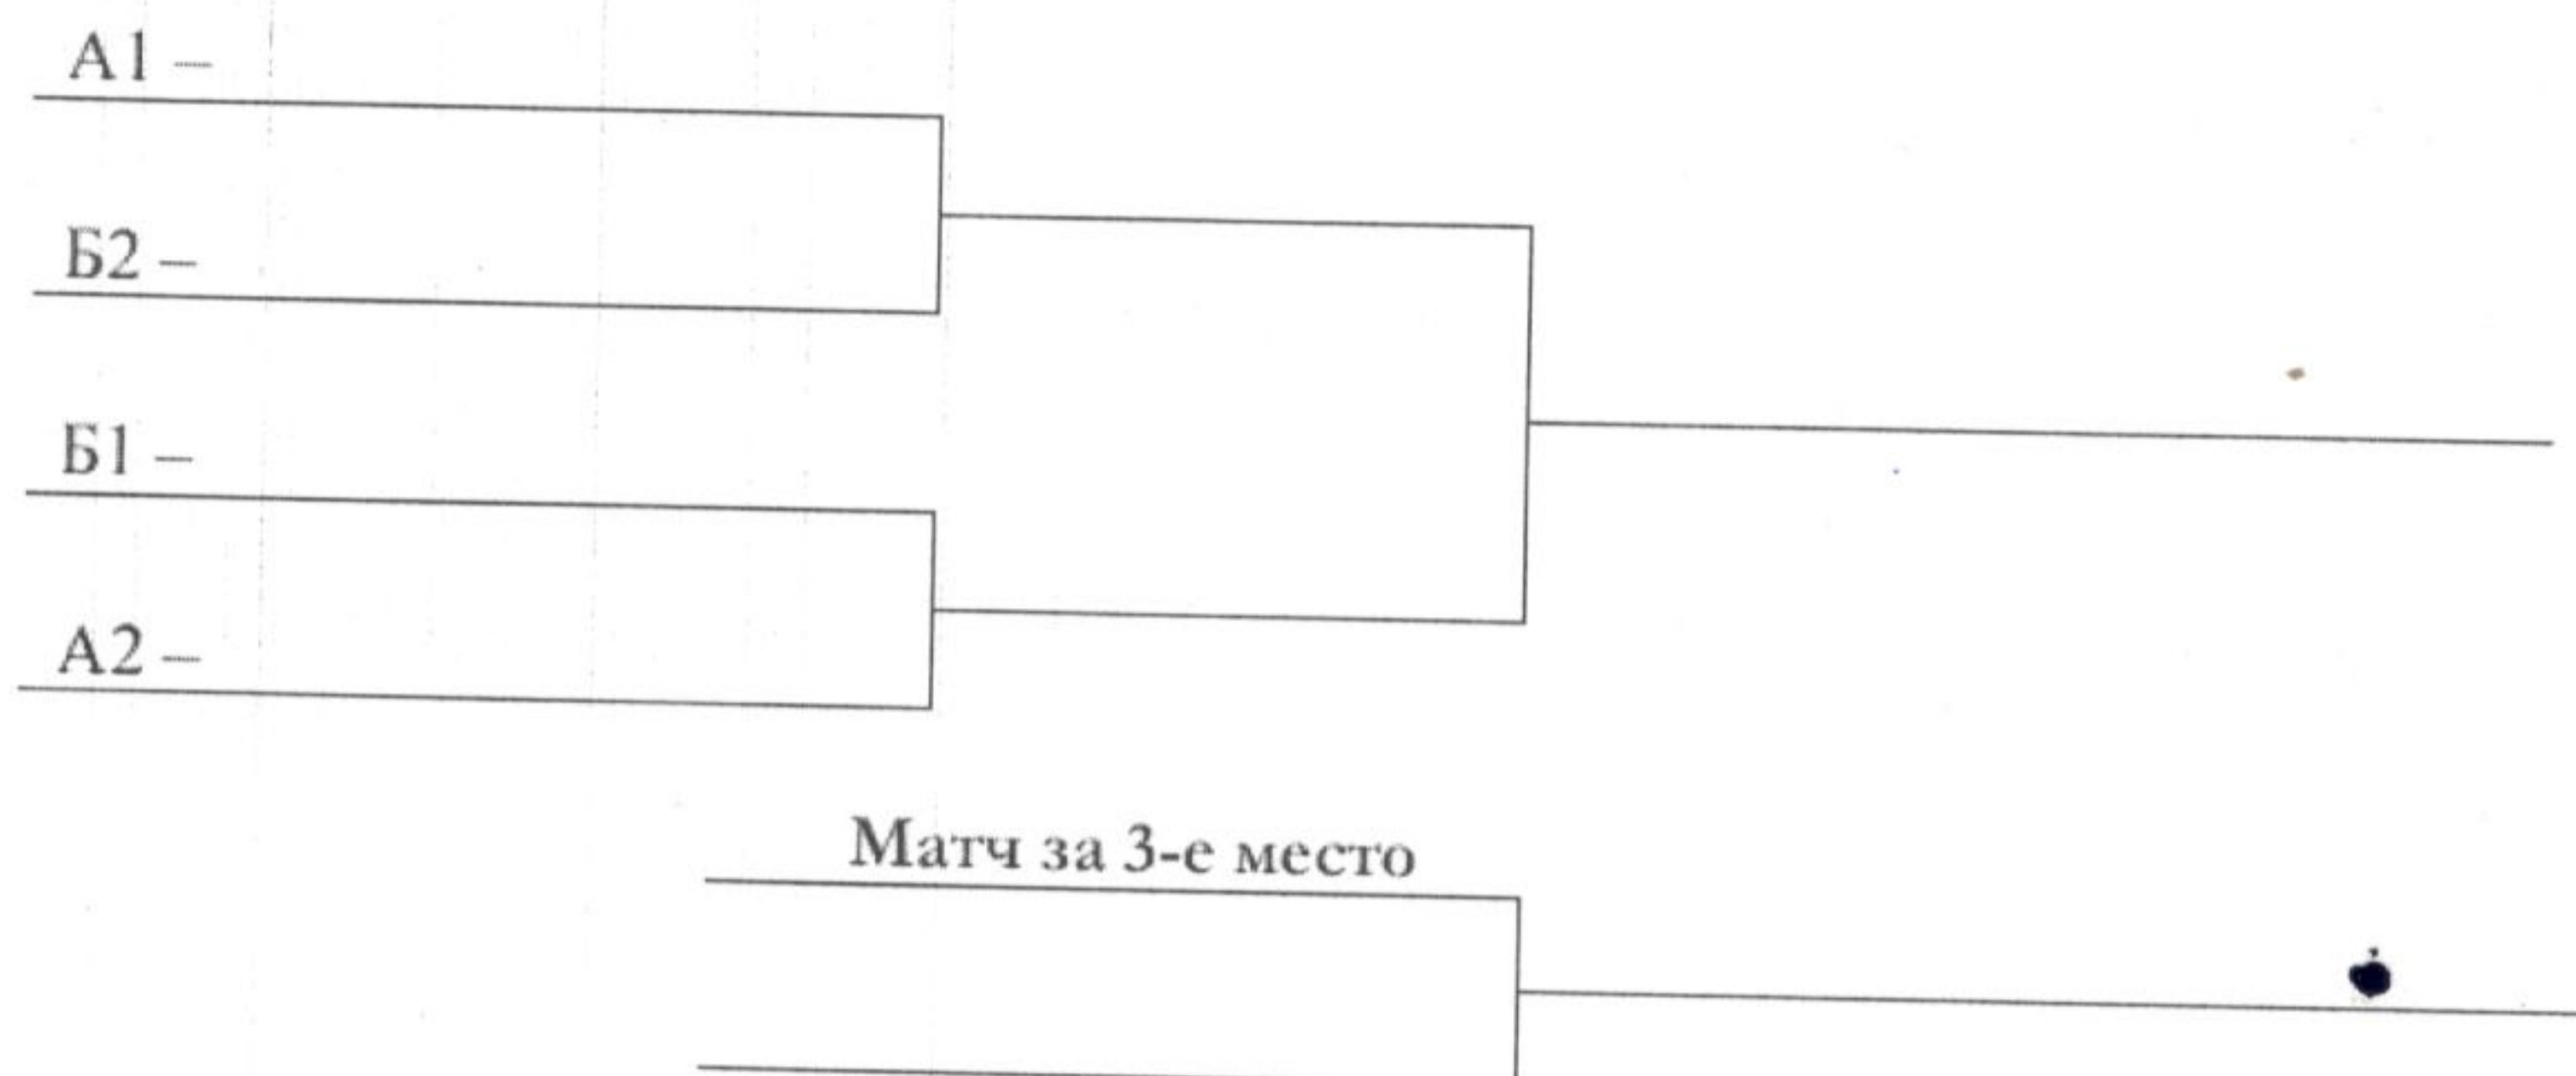 А1 –
Б2 –
Б1 –
А2 –
Матч за 3-е место